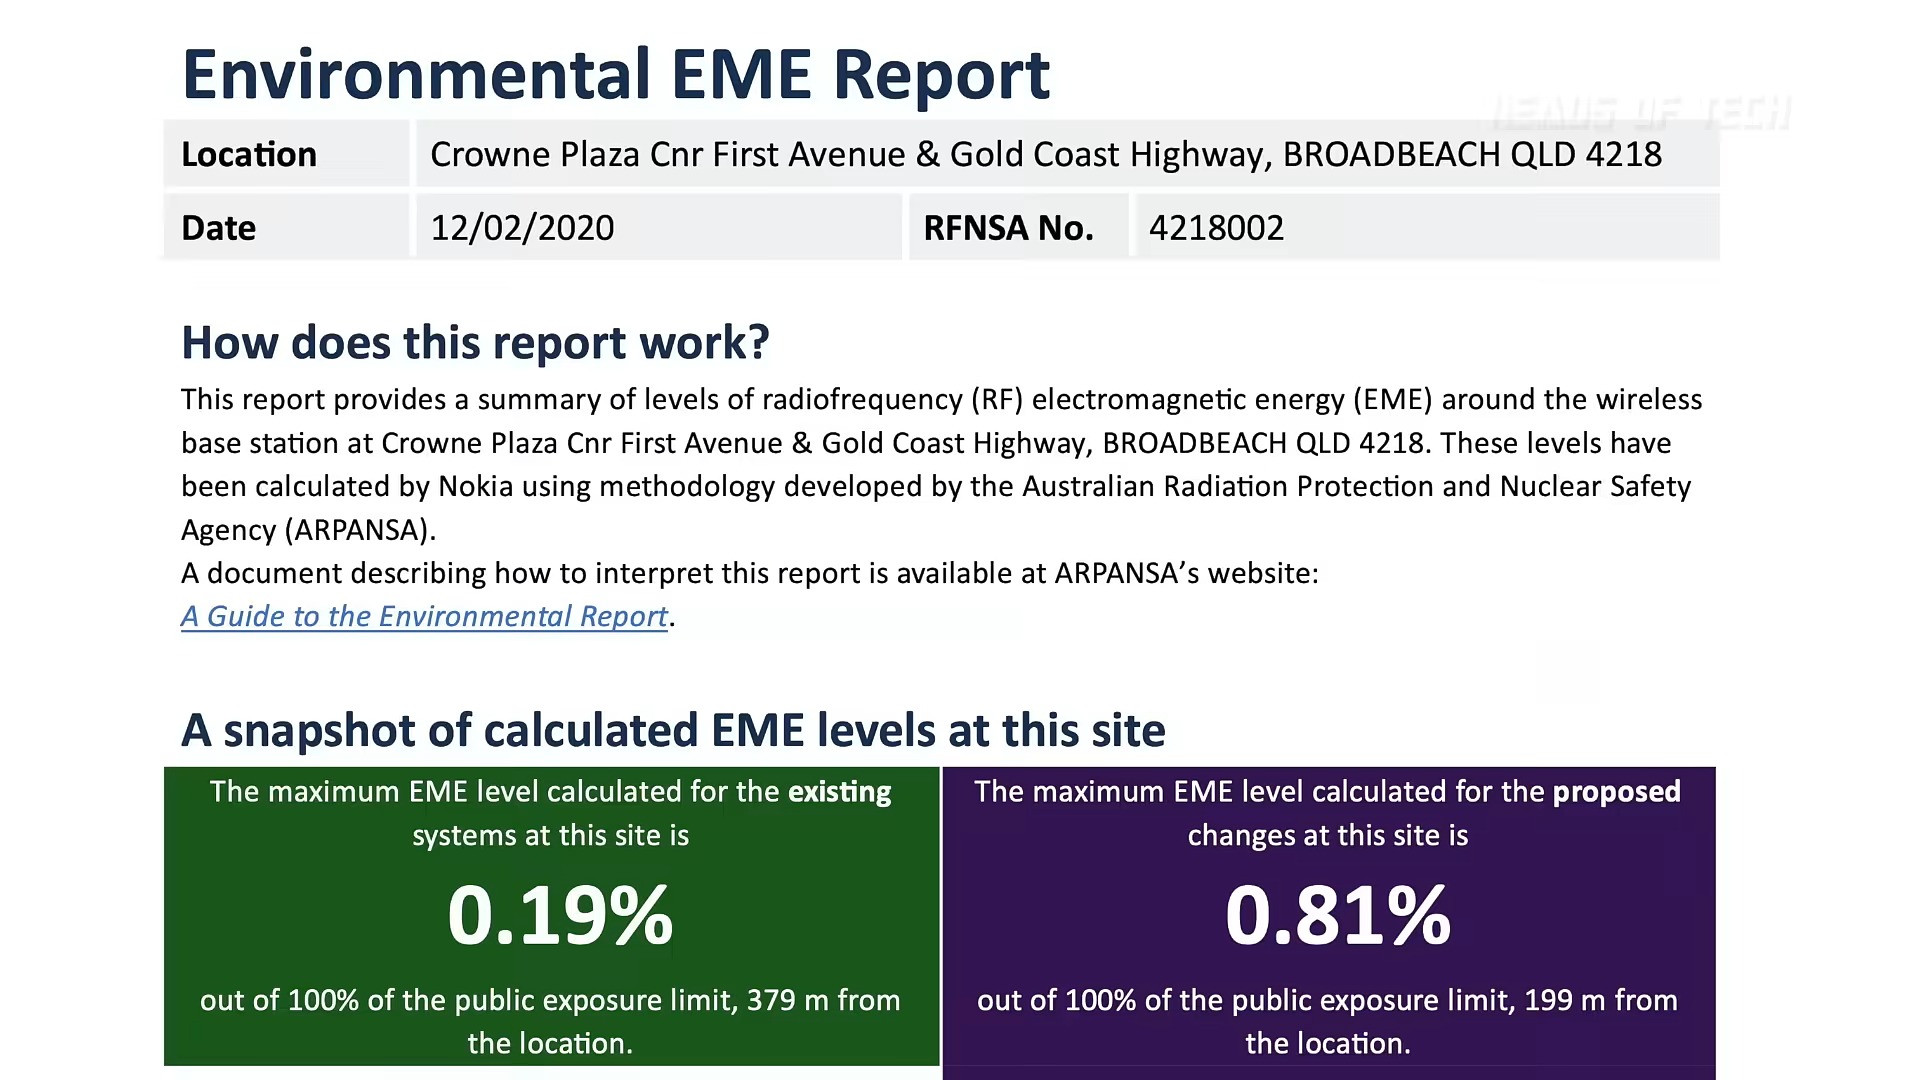 Environmental EME Report
HEADS OF TECH
Location Crowne Plaza Cnr First Avenue & Gold Coast Highway, BROADBEACH QLD 4218
Date 12/02/2020 RFNSA No. 4218002
How does this report work?
This report provides a summary of levels of radiofrequency (RF) electromagnetic energy (EME) around the wireless
base station at Crowne Plaza Cnr First Avenue & Gold Coast Highway, BROADBEACH QLD 4218. These levels have
been calculated by Nokia using methodology developed by the Australian Radiation Protection and Nuclear Safety
Agency (ARPANSA).
A document describing how to interpret this report is available at ARPANSA’s website:
A Guide to the Environmental Report.
A snapshot of calculated EME levels at this site
The maximum EME level calculated for the existing
systems at this site is
0.19%
out of 100% of the public exposure limit, 379 m from
the location.
The maximum EME level calculated for the proposed
changes at this site is
0.81%
out of 100% of the public exposure limit, 199 m from
the location.